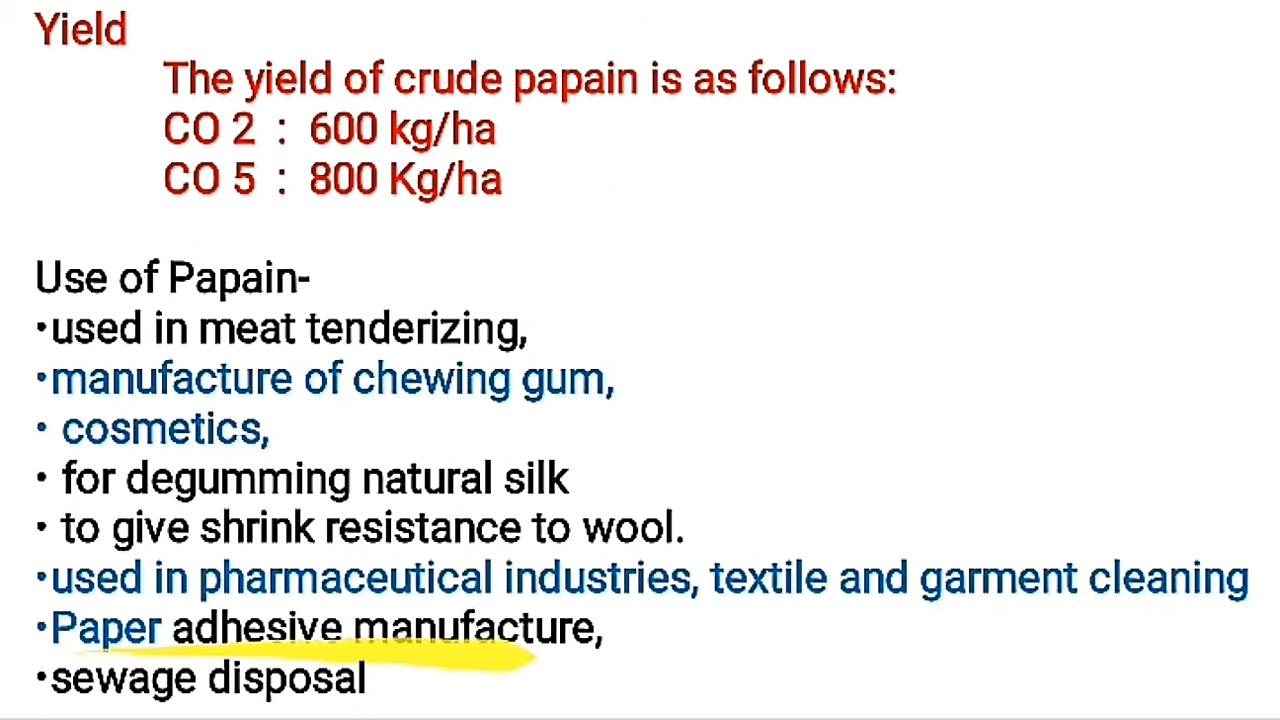 Yield
The yield of crude papain is as follows:
CO 2 : 600 kg/ha
CO 5 : 800 Kg/ha
Use of Papain-
•used in meat tenderizing,
•manufacture of chewing gum,
• cosmetics,
• for degumming natural silk
• to give shrink resistance to wool.
•used in pharmaceutical industries, textile and garment cleaning
•Paper adhesive manufacture,
•sewage disposal